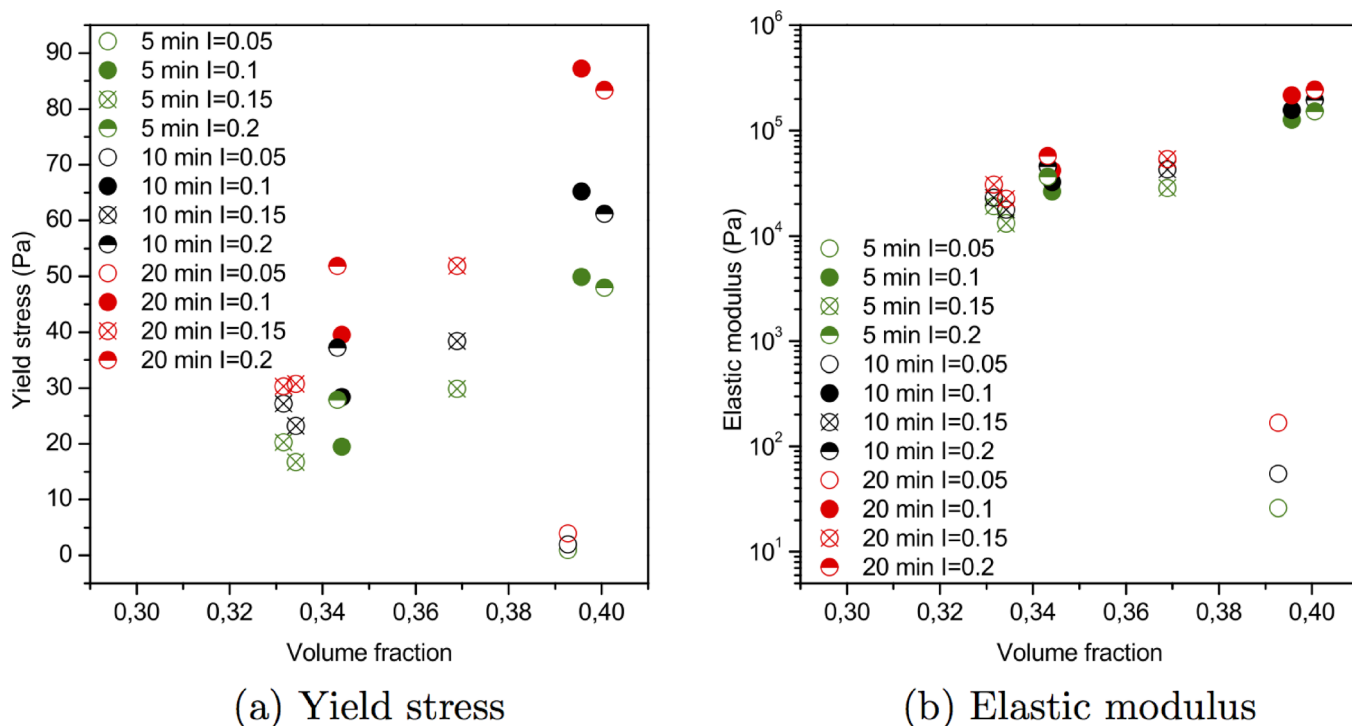 90
80
70
60
50
40
30
20
10
0
Yield stress (Pa)
5 min I=0.05
5 min I=0.1
5 min I=0.15
5 min I=0.2
10 min I=0.05
10 min I=0.1
10 min I=0.15
10 min I=0.2
20 min I=0.05
20 min I=0.1
20 min I=0.15
20 min I=0.2
0,30 0,32 0,34 0,36 0,38 0,40
Volume fraction
(a) Yield stress
10⁶
10⁵
10⁴
10³
10²
10¹
Elastic modulus (Pa)
5 min I=0.05
5 min I=0.1
5 min I=0.15
5 min I=0.2
10 min I=0.05
10 min I=0.1
10 min I=0.15
10 min I=0.2
20 min I=0.05
20 min I=0.1
20 min I=0.15
20 min I=0.2
0,30 0,32 0,34 0,36 0,38 0,40
Volume fraction
(b) Elastic modulus